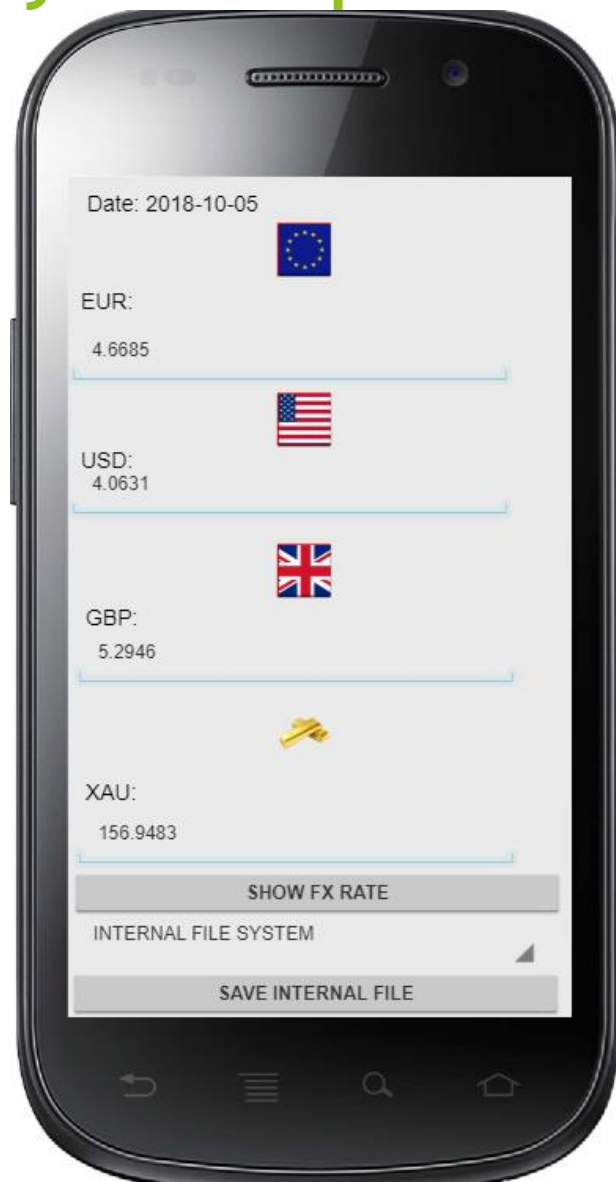 Date: 2018-10-05
EUR:
4.6685
USD:
4.0631
GBP:
5.2946
XAU:
156.9483
SHOW FX RATE
INTERNAL FILE SYSTEM
SAVE INTERNAL FILE